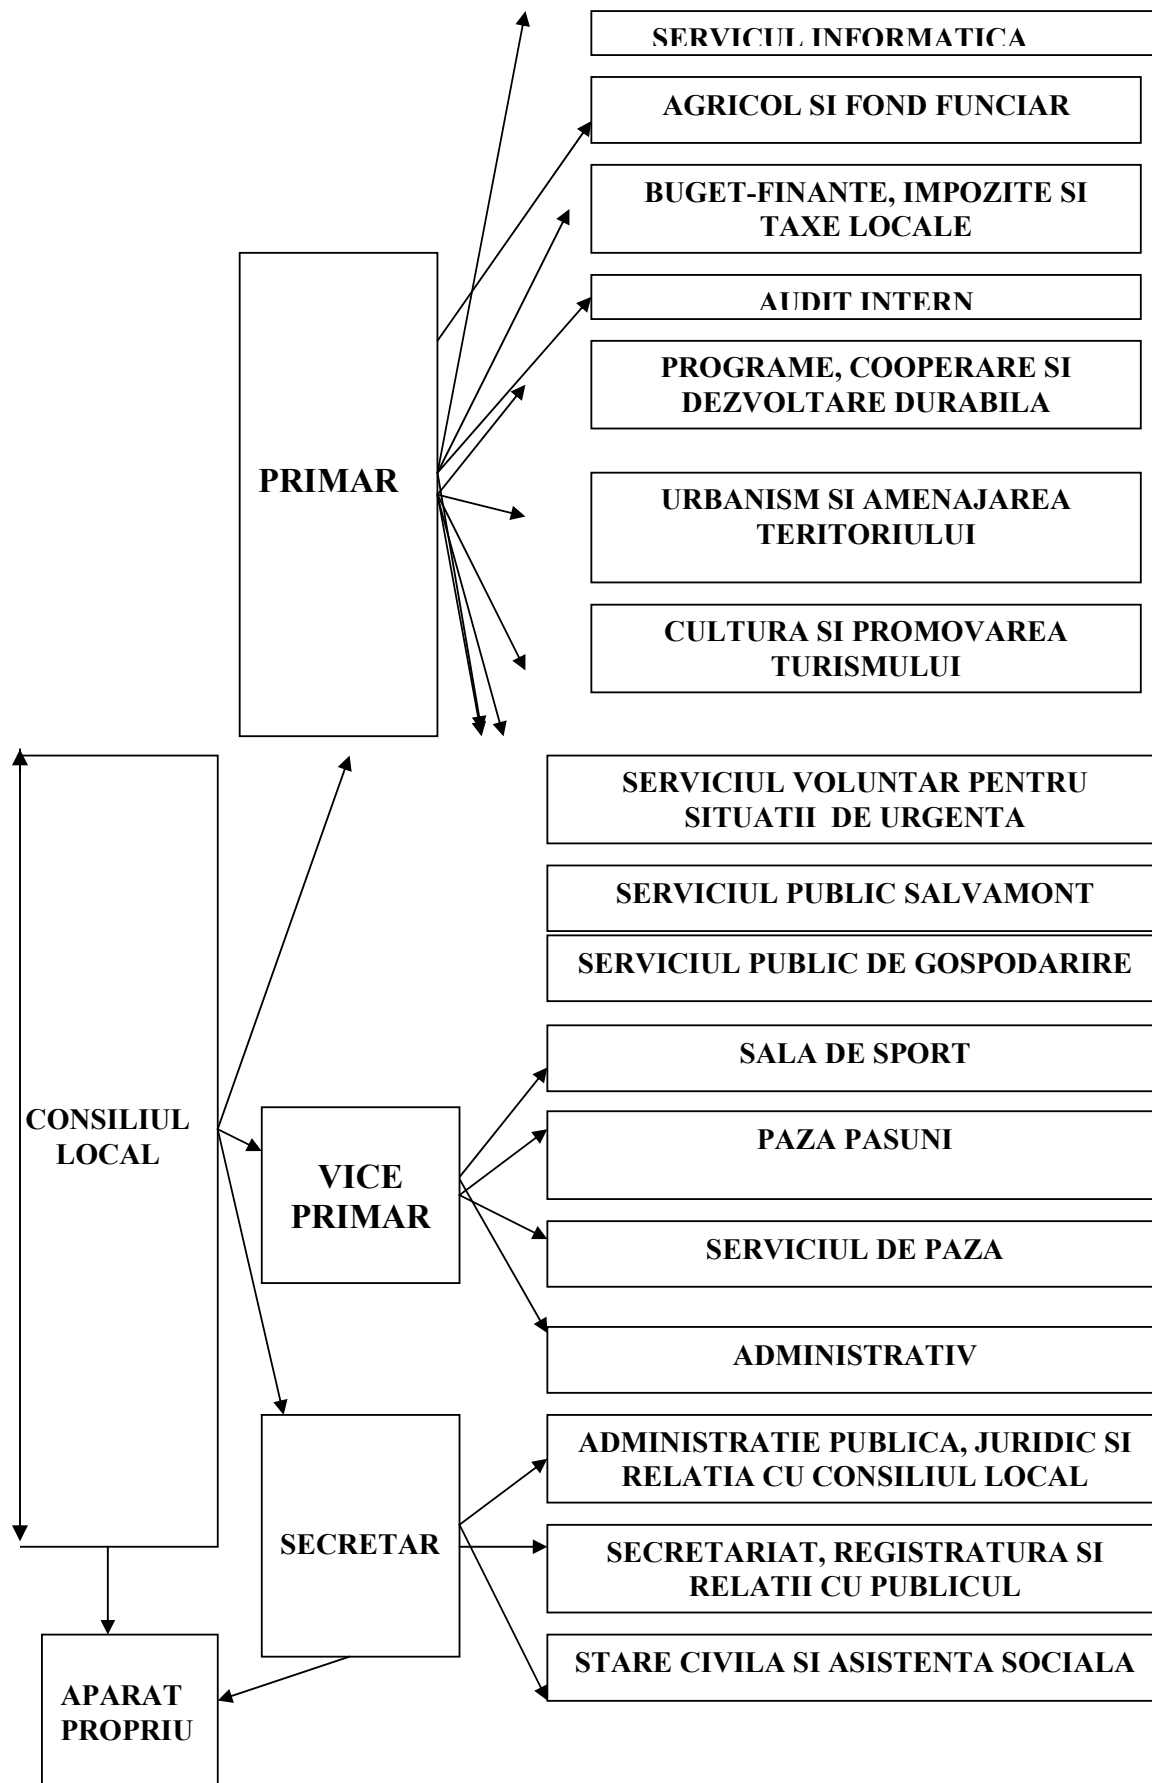 SERVICUL INFORMATICA
AGRICOL SI FOND FUNCIAR
BUGET-FINANTE, IMPOZITE SI
TAXE LOCALE
AUDIT INTERN
PROGRAME, COOPERARE SI
DEZVOLTARE DURABILA
PRIMAR
URBANISM SI AMENAJAREA
TERITORIULUI
CULTURA SI PROMOVAREA
TURISMULUI
SERVICIUL VOLUNTAR PENTRU
SITUATII DE URGENTA
SERVICIUL PUBLIC SALVAMONT
SERVICIUL PUBLIC DE GOSPODARIRE
SALA DE SPORT
CONSILIUL
LOCAL
VICE
PRIMAR
PAZA PASUNI
SERVICIUL DE PAZA
ADMINISTRATIV
ADMINISTRATIE PUBLICA, JURIDIC SI
RELATIA CU CONSILIUL LOCAL
SECRETAR
SECRETARIAT, REGISTRATURA SI
RELATII CU PUBLICUL
STARE CIVILA SI ASISTENTA SOCIALA
APARAT
PROPRIU